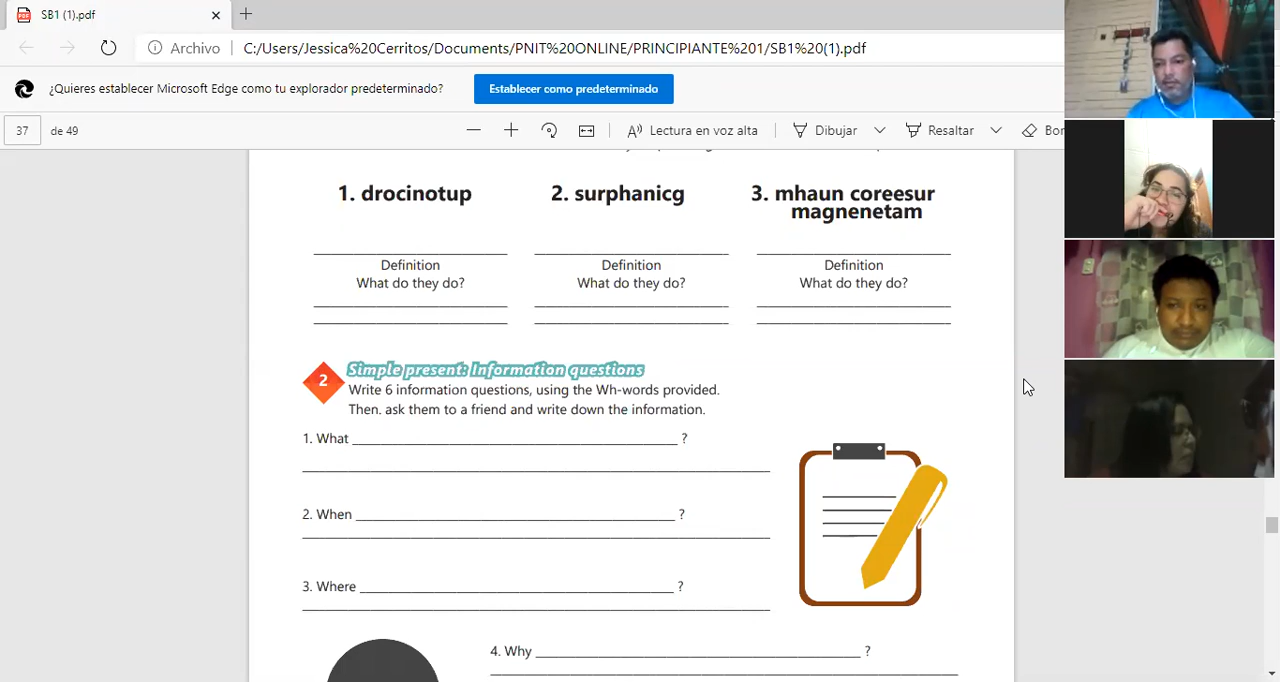 SB1 (1).pdf
Archivo C:/Users/Jessica%20Cerritos/Documents/PNIT%20ONLINE/PRINCIPIANTE%201/SB1%20(1).pdf
¿Quieres establecer Microsoft Edge como tu explorador predeterminado? Establecer como predeterminado
37 de 49 Lectura en voz alta Dibujar Resaltar
1. drocinotup 2. surphanicg 3. mhaun coreesur
magnenetam
Definition Definition Definition
What do they do? What do they do? What do they do?
2 Simple present: Information questions
Write 6 information questions, using the Wh-words provided.
Then. ask them to a friend and write down the information.
1. What ?
2. When ?
3. Where ?
4. Why ?